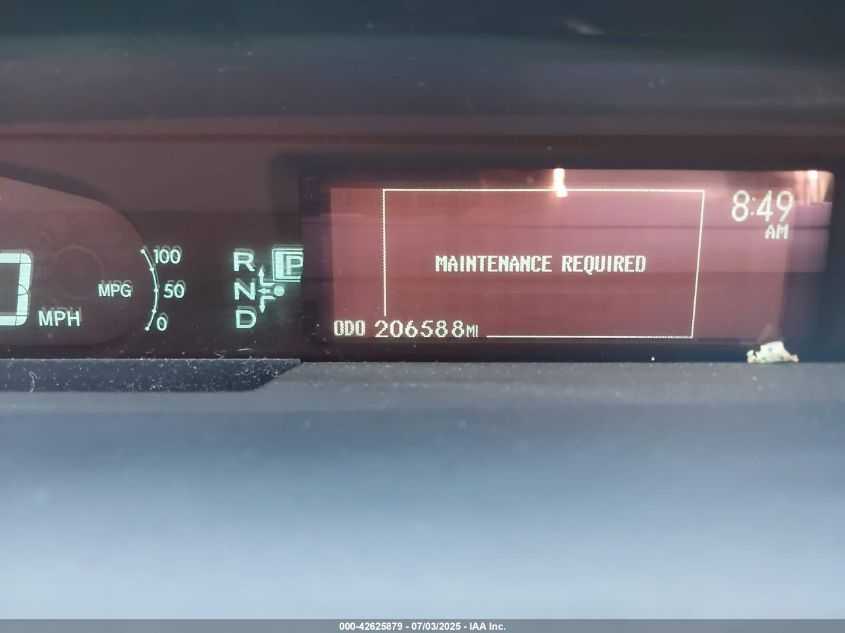 8:49
AM
MAINTENANCE REQUIRED
ODO 206588MI
MPH
MPG
100
50
0
R
N
D
P
000-42625879 - 07/03/2025 - IAA Inc.